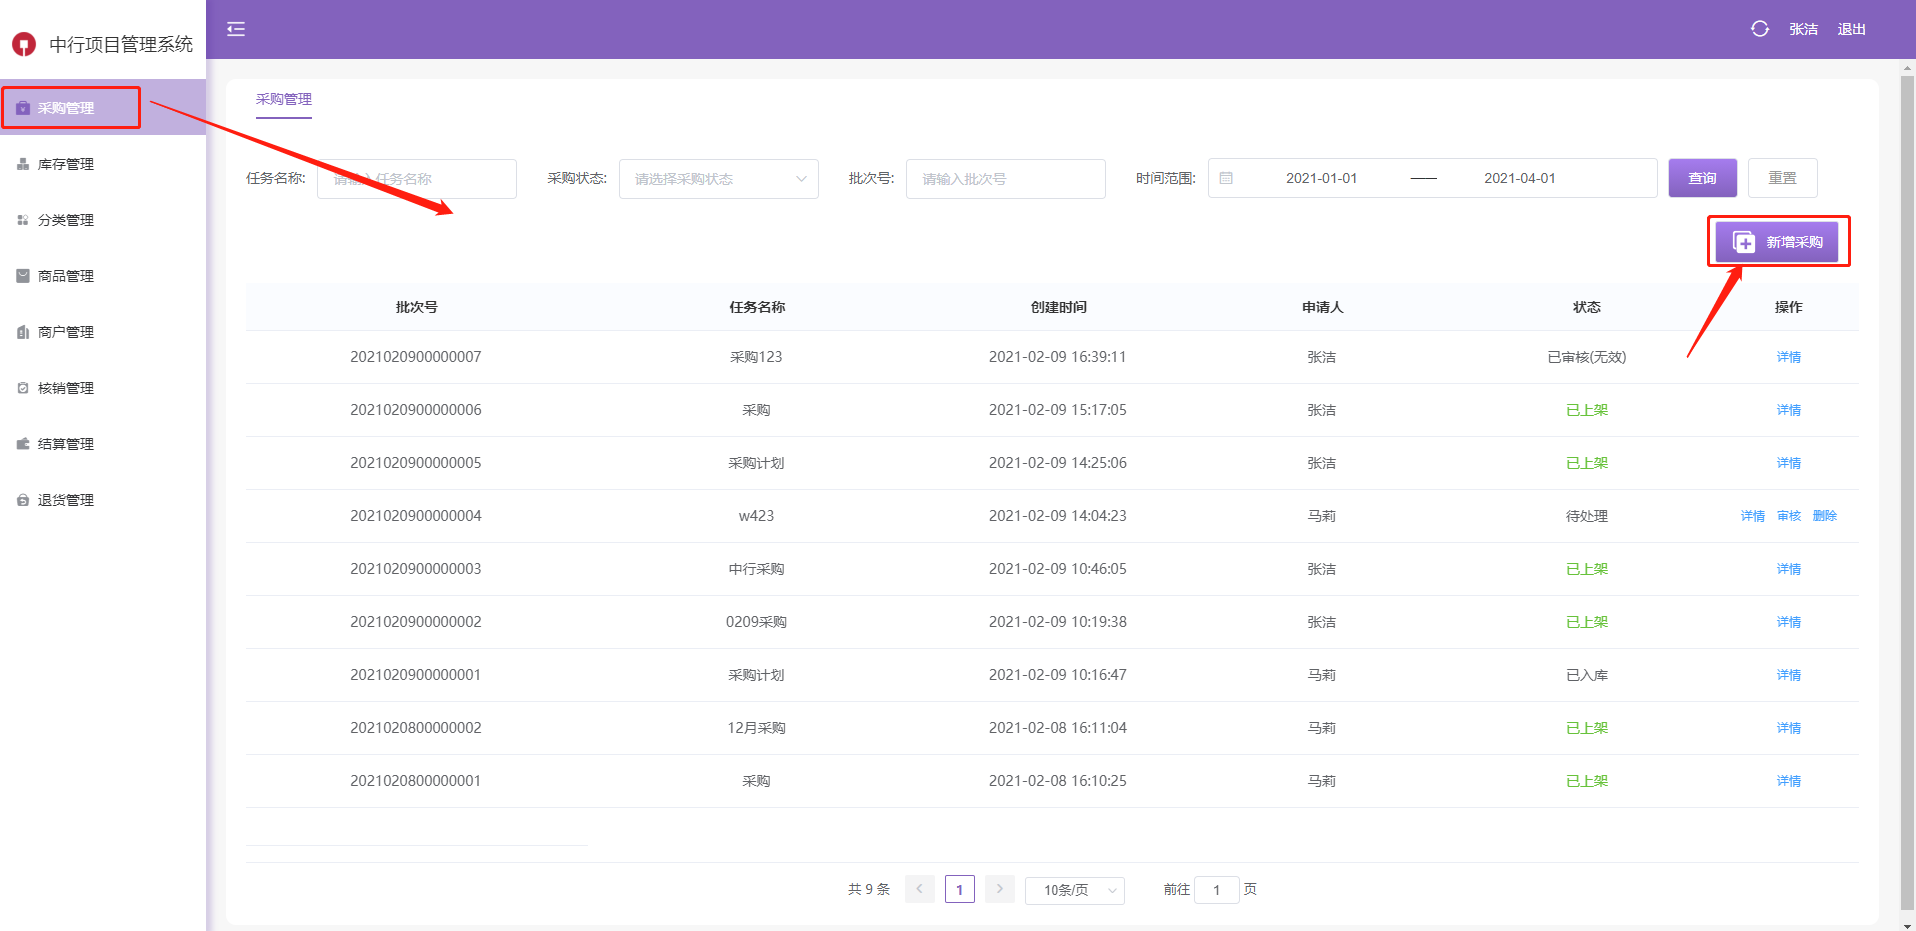 中行项目管理系统
张洁 退出
采购管理
库存管理
分类管理
商品管理
商户管理
核销管理
结算管理
退货管理
采购管理
任务名称: 请输入任务名称 采购状态: 请选择采购状态 批次号: 请输入批次号 时间范围: 2021-01-01 —— 2021-04-01 查询 重置
新增采购
批次号 任务名称 创建时间 申请人 状态 操作
2021020900000007 采购123 2021-02-09 16:39:11 张洁 已审核(无效) 详情
2021020900000006 采购 2021-02-09 15:17:05 张洁 已上架 详情
2021020900000005 采购计划 2021-02-09 14:25:06 张洁 已上架 详情
2021020900000004 w423 2021-02-09 14:04:23 马莉 待处理 详情 审核 删除
2021020900000003 中行采购 2021-02-09 10:46:05 张洁 已上架 详情
2021020900000002 0209采购 2021-02-09 10:19:38 张洁 已上架 详情
2021020900000001 采购计划 2021-02-09 10:16:47 马莉 已入库 详情
2021020800000002 12月采购 2021-02-08 16:11:04 马莉 已上架 详情
2021020800000001 采购 2021-02-08 16:10:25 马莉 已上架 详情
共 9 条 1 10条/页 前往 1 页